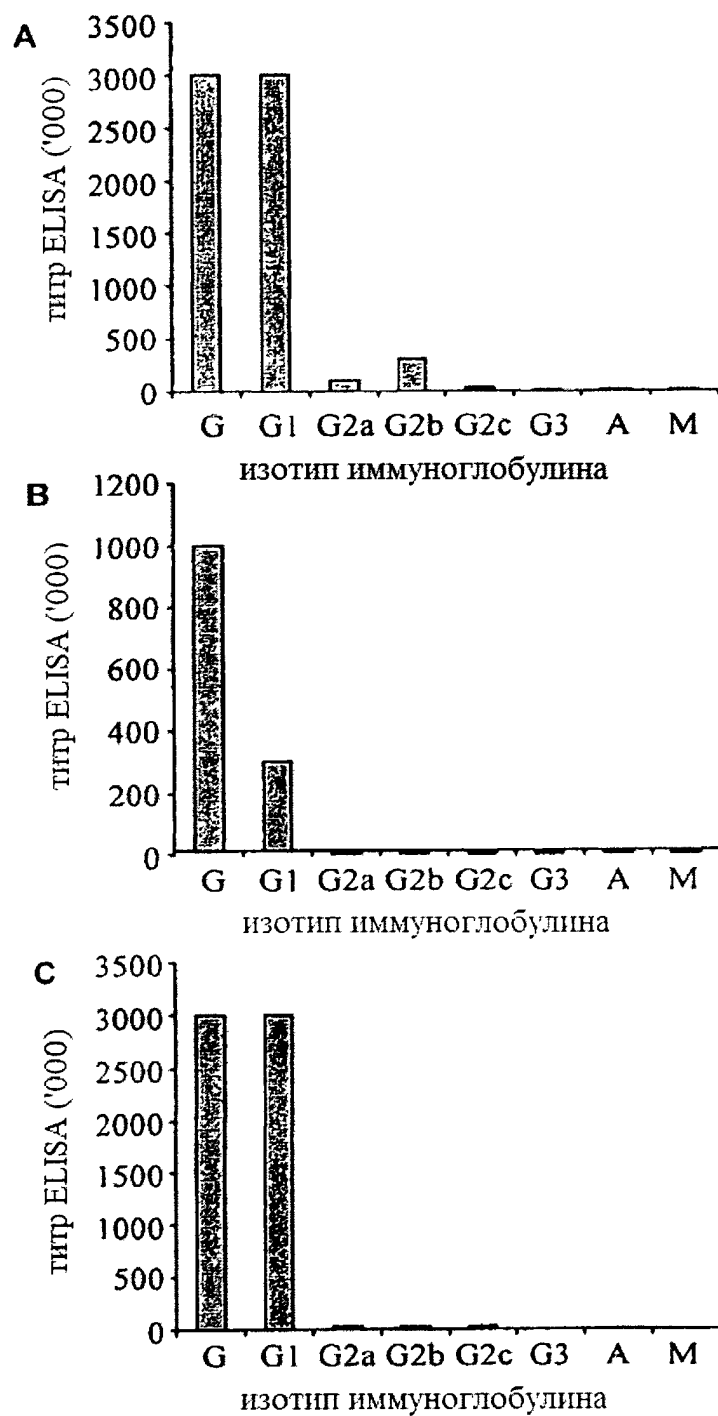 A
3500
3000
2500
2000
1500
1000
500
0
титр ELISA ('000)
G G1 G2a G2b G2c G3 A M
изотип иммуноглобулина
B
1200
1000
800
600
400
200
0
титр ELISA ('000)
G G1 G2a G2b G2c G3 A M
изотип иммуноглобулина
C
3500
3000
2500
2000
1500
1000
500
0
титр ELISA ('000)
G G1 G2a G2b G2c G3 A M
изотип иммуноглобулина